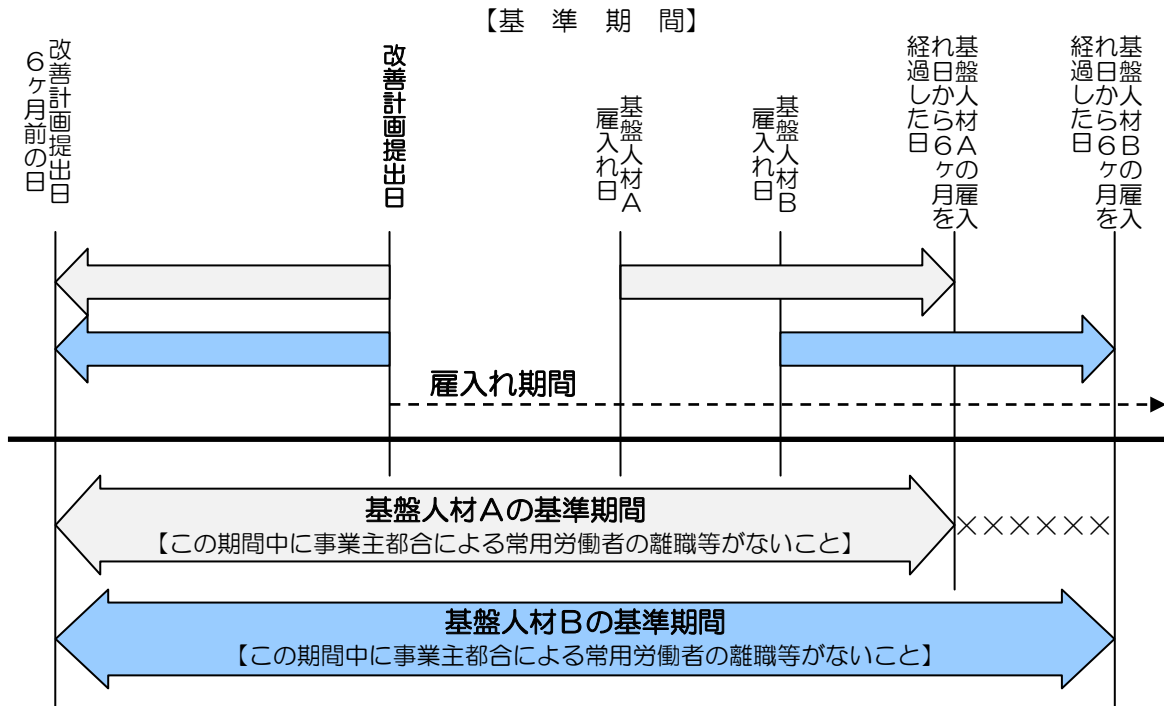 【基　準　期　間】
改善計画提出日
６ヶ月前の日
改善計画提出日
基盤人材Ａ
雇入れ日
基盤人材Ｂ
雇入れ日
基盤人材Ａの雇入
れ日から６ヶ月を
経過した日
基盤人材Ｂの雇入
れ日から６ヶ月を
経過した日
雇入れ期間
基盤人材Ａの基準期間
【この期間中に事業主都合による常用労働者の離職等がないこと】
××××××
基盤人材Ｂの基準期間
【この期間中に事業主都合による常用労働者の離職等がないこと】